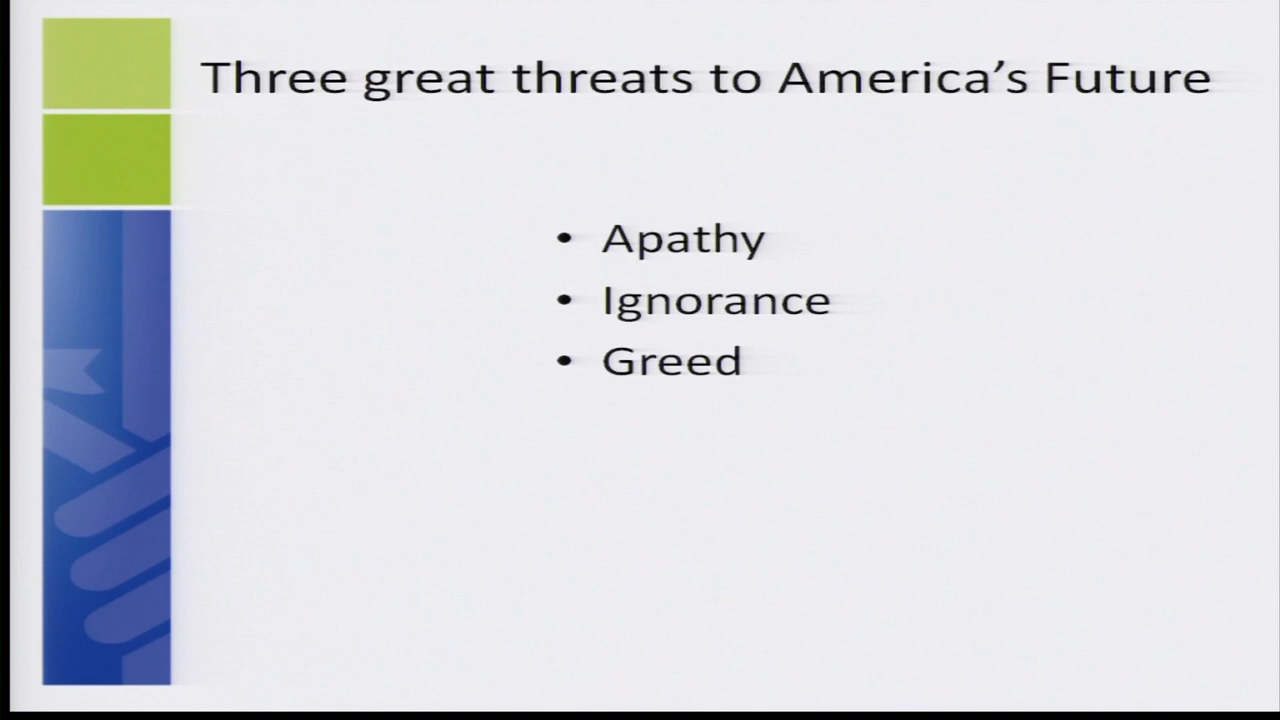 Three great threats to America’s Future
• Apathy
• Ignorance
• Greed